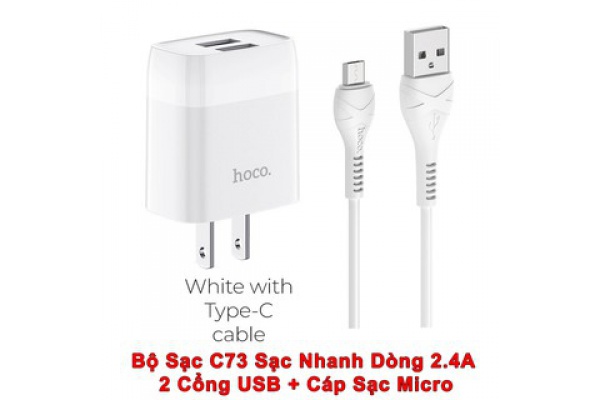 hoco.
hoco.
White with
Type-C
cable
Bộ Sạc C73 Sạc Nhanh Dòng 2.4A
2 Cổng USB + Cáp Sạc Micro